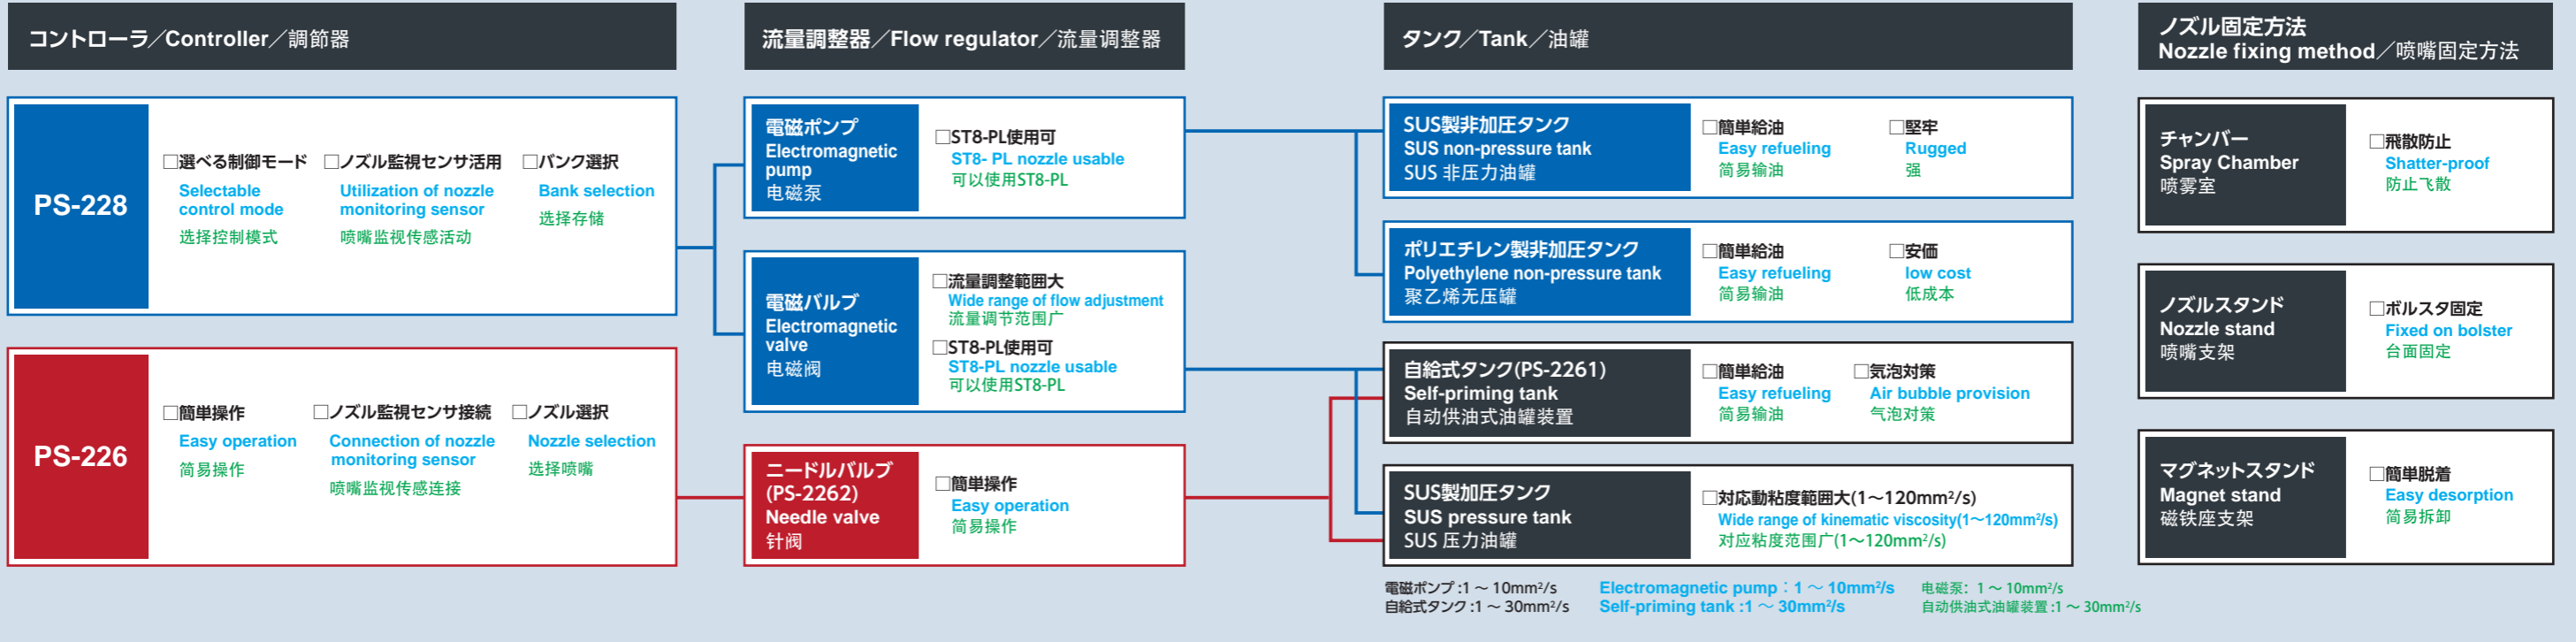 コントローラ／Controller／調節器
PS-228
□選べる制御モード
Selectable
control mode
选择控制模式
□ノズル監視センサ活用
Utilization of nozzle
monitoring sensor
喷嘴监视传感活动
□バンク選択
Bank selection
选择存储
PS-226
□簡単操作
Easy operation
简易操作
□ノズル監視センサ接続
Connection of nozzle
monitoring sensor
喷嘴监视传感连接
□ノズル選択
Nozzle selection
选择喷嘴
流量調整器／Flow regulator／流量调整器
電磁ポンプ
Electromagnetic
pump
电磁泵
□ST8-PL使用可
ST8- PL nozzle usable
可以使用ST8-PL
電磁バルブ
Electromagnetic
valve
电磁阀
□流量調整範囲大
Wide range of flow adjustment
流量调节范围广
□ST8-PL使用可
ST8-PL nozzle usable
可以使用ST8-PL
ニードルバルブ
(PS-2262)
Needle valve
针阀
□簡単操作
Easy operation
简易操作
タンク／Tank／油罐
SUS製非加圧タンク
SUS non-pressure tank
SUS 非压力油罐
□簡単給油
Easy refueling
简易输油
□堅牢
Rugged
强
ポリエチレン製非加圧タンク
Polyethylene non-pressure tank
聚乙烯无压罐
□簡単給油
Easy refueling
简易输油
□安価
low cost
低成本
自給式タンク(PS-2261)
Self-priming tank
自动供油式油罐装置
□簡単給油
Easy refueling
简易输油
□気泡対策
Air bubble provision
气泡对策
SUS製加圧タンク
SUS pressure tank
SUS 压力油罐
□対応動粘度範囲大(1～120mm²/s)
Wide range of kinematic viscosity(1～120mm²/s)
对应粘度范围广(1～120mm²/s)
電磁ポンプ :1 ～ 10mm²/s
自給式タンク :1 ～ 30mm²/s
Electromagnetic pump：1 ～ 10mm²/s
Self-priming tank :1 ～ 30mm²/s
电磁泵：1 ～ 10mm²/s
自动供油式油罐装置 :1 ～ 30mm²/s
ノズル固定方法
Nozzle fixing method／喷嘴固定方法
チャンバー
Spray Chamber
喷雾室
□飛散防止
Shatter-proof
防止飞散
ノズルスタンド
Nozzle stand
喷嘴支架
□ボルスタ固定
Fixed on bolster
台面固定
マグネットスタンド
Magnet stand
磁铁座支架
□簡単脱着
Easy desorption
简易拆卸